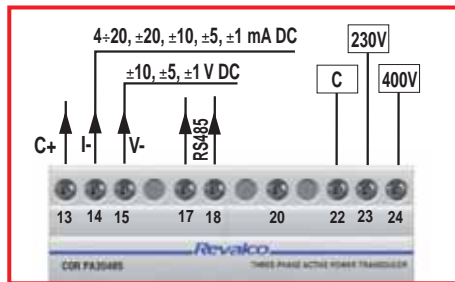 4÷20, ±20, ±10, ±5, ±1 mA DC
±10, ±5, ±1 V DC
230V
C
400V
C+
I-
V-
RS485
13 14 15 17 18 20 22 23 24
Revalco
THREE PHASE ACTIVE POWER TRANSDUCER